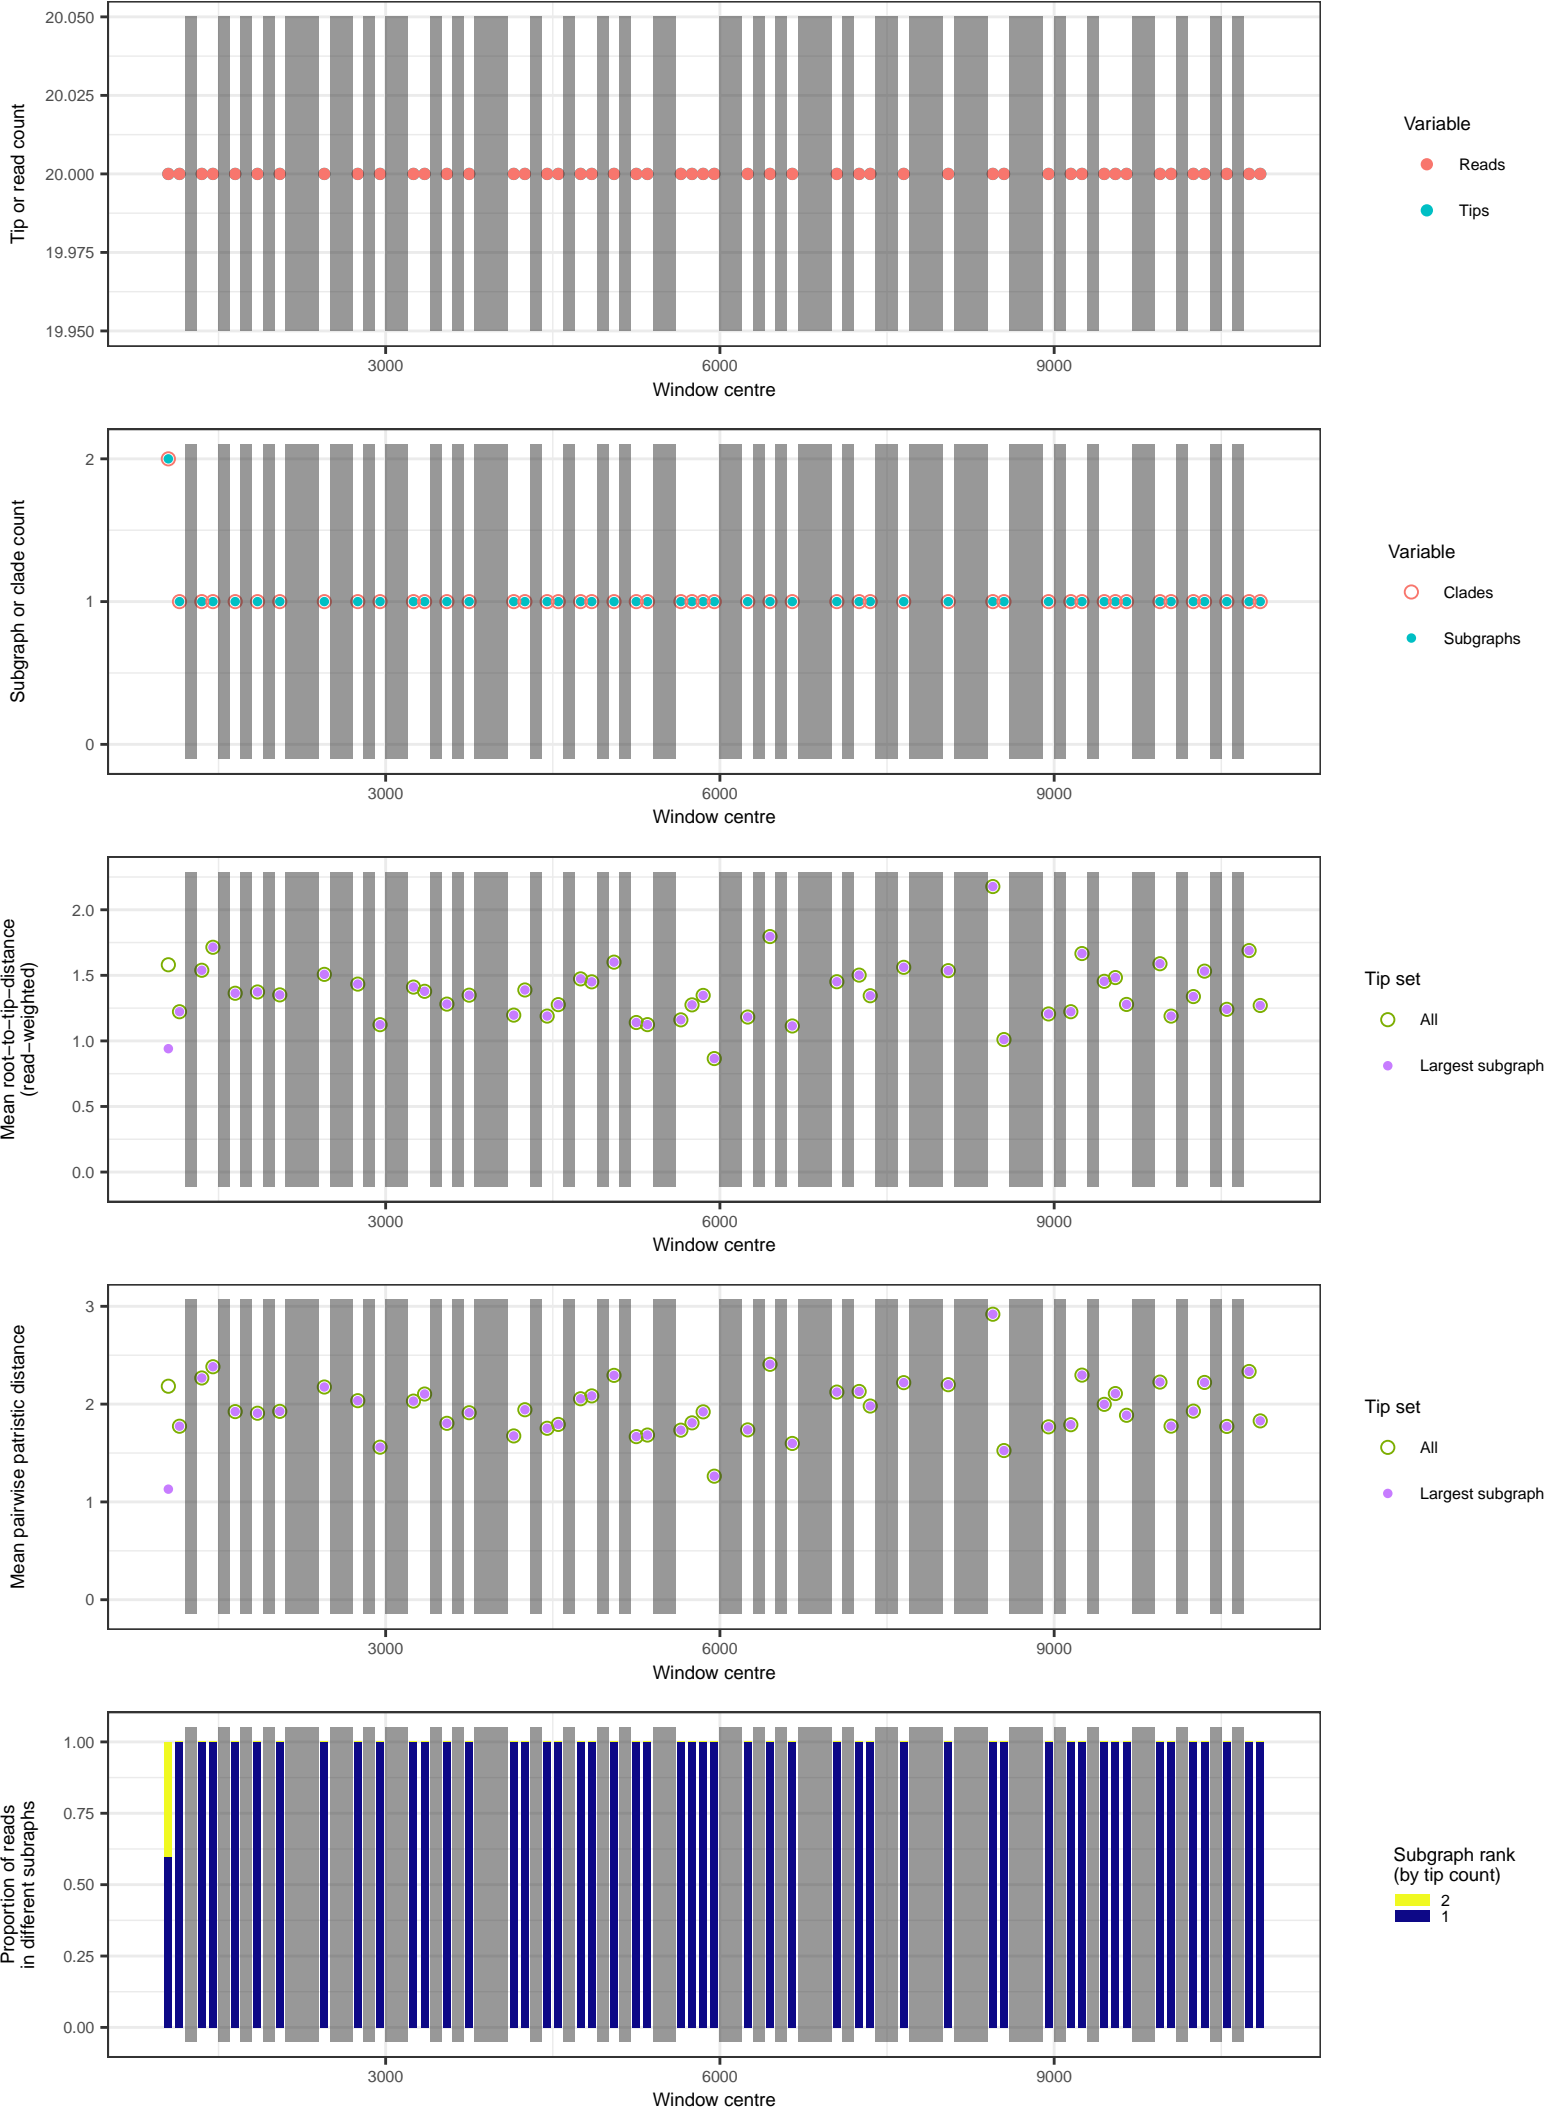 20.050
20.025
20.000
19.975
19.950
Tip or read count
3000
6000
9000
Window centre
Variable
Reads
Tips
2
1
0
Subgraph or clade count
3000
6000
9000
Window centre
Variable
Clades
Subgraphs
2.0
1.5
1.0
0.5
0.0
Mean root−to−tip−distance
(read−weighted)
3000
6000
9000
Window centre
Tip set
All
Largest subgraph
3
2
1
0
Mean pairwise patristic distance
3000
6000
9000
Window centre
Tip set
All
Largest subgraph
1.00
0.75
0.50
0.25
0.00
Proportion of reads
in different subraphs
3000
6000
9000
Window centre
Subgraph rank
(by tip count)
2
1